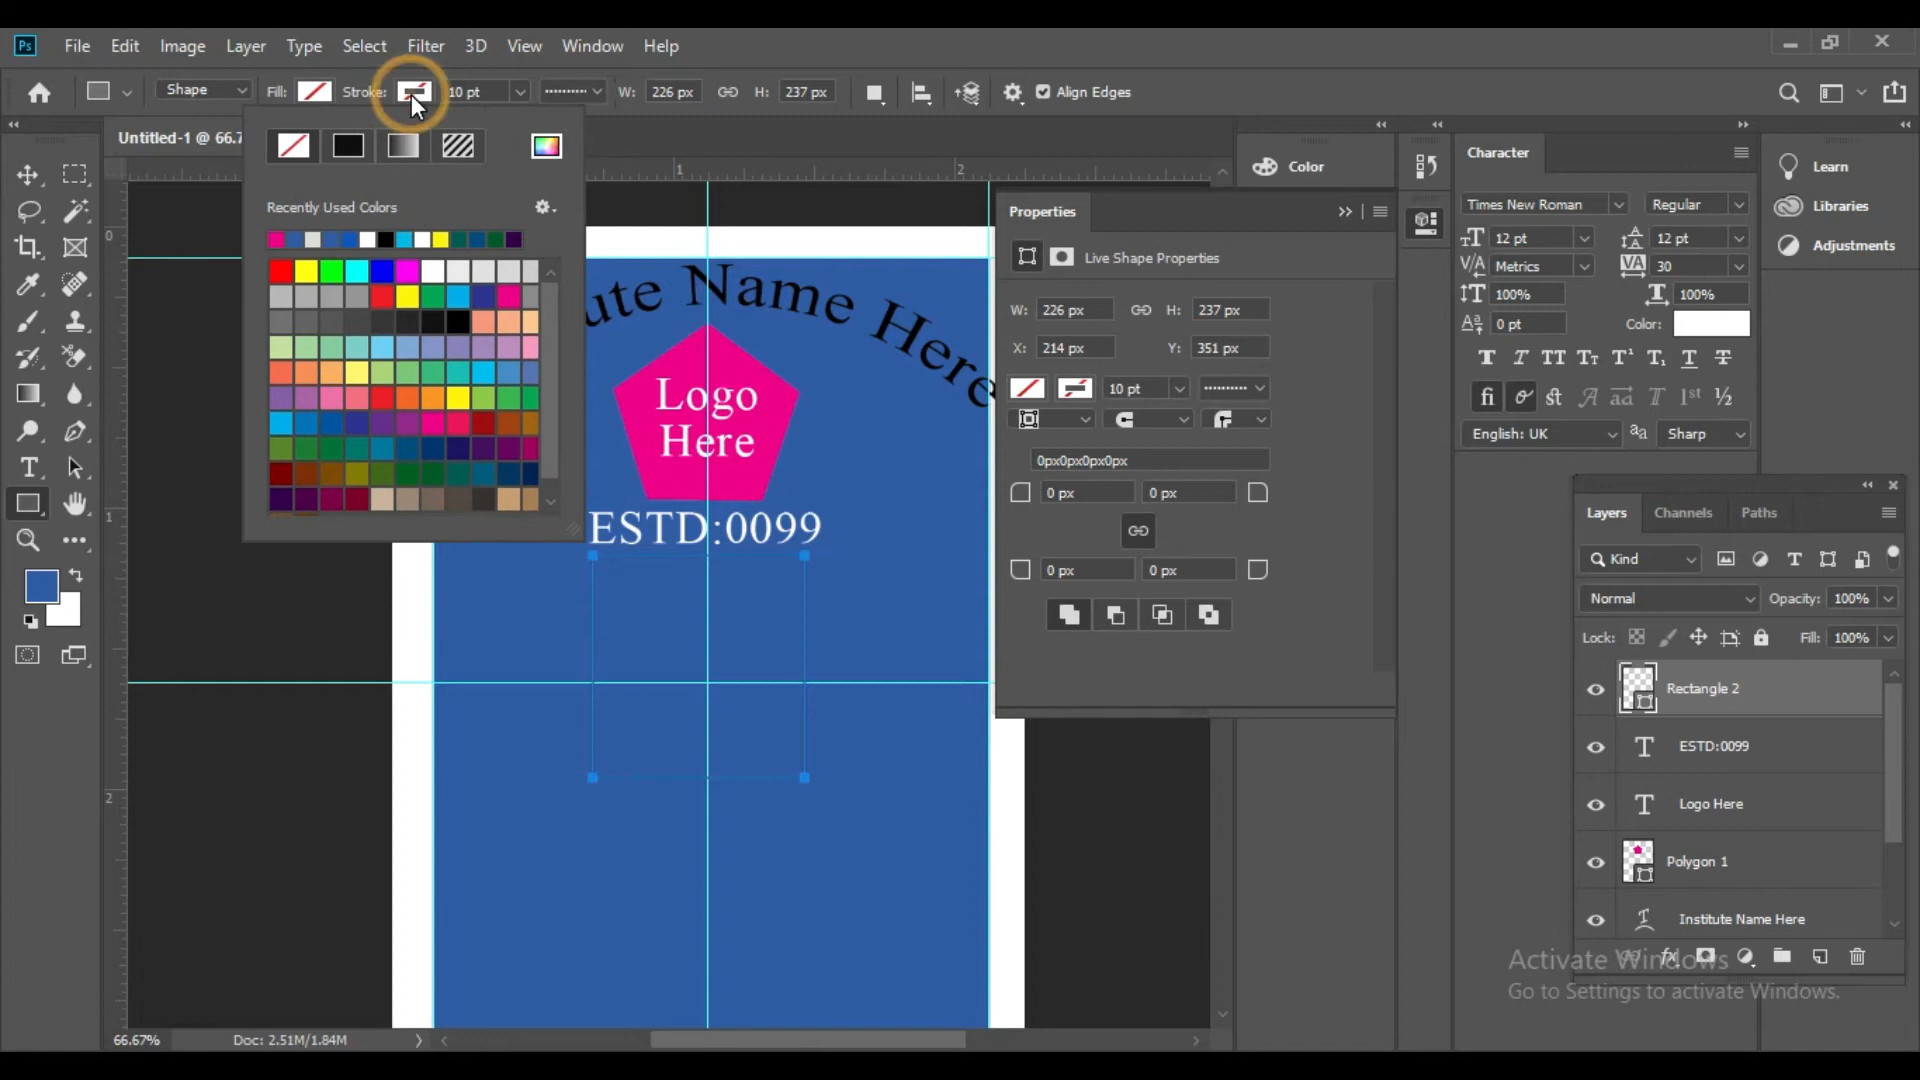 Ps File Edit Image Layer Type Select Filter 3D View Window Help
Shape Fill: Stroke: 10 pt W: 226 px H: 237 px Align Edges
Untitled-1 @ 66.7
Recently Used Colors
1 2
0
1
2
ute Name Here
Logo
Here
ESTD:0099
Color
Properties
Live Shape Properties
W: 226 px H: 237 px
X: 214 px Y: 351 px
10 pt
0px0px0px0px
0 px 0 px
0 px 0 px
Character
Times New Roman Regular
12 pt 12 pt
Metrics 30
100% 100%
0 pt Color:
English: UK Sharp
Learn
Libraries
Adjustments
Layers Channels Paths
Kind
Normal Opacity: 100%
Lock: Fill: 100%
Rectangle 2
ESTD:0099
Logo Here
Polygon 1
Institute Name Here
Activate Windows
Go to Settings to activate Windows.
66.67% Doc: 2.51M/1.84M